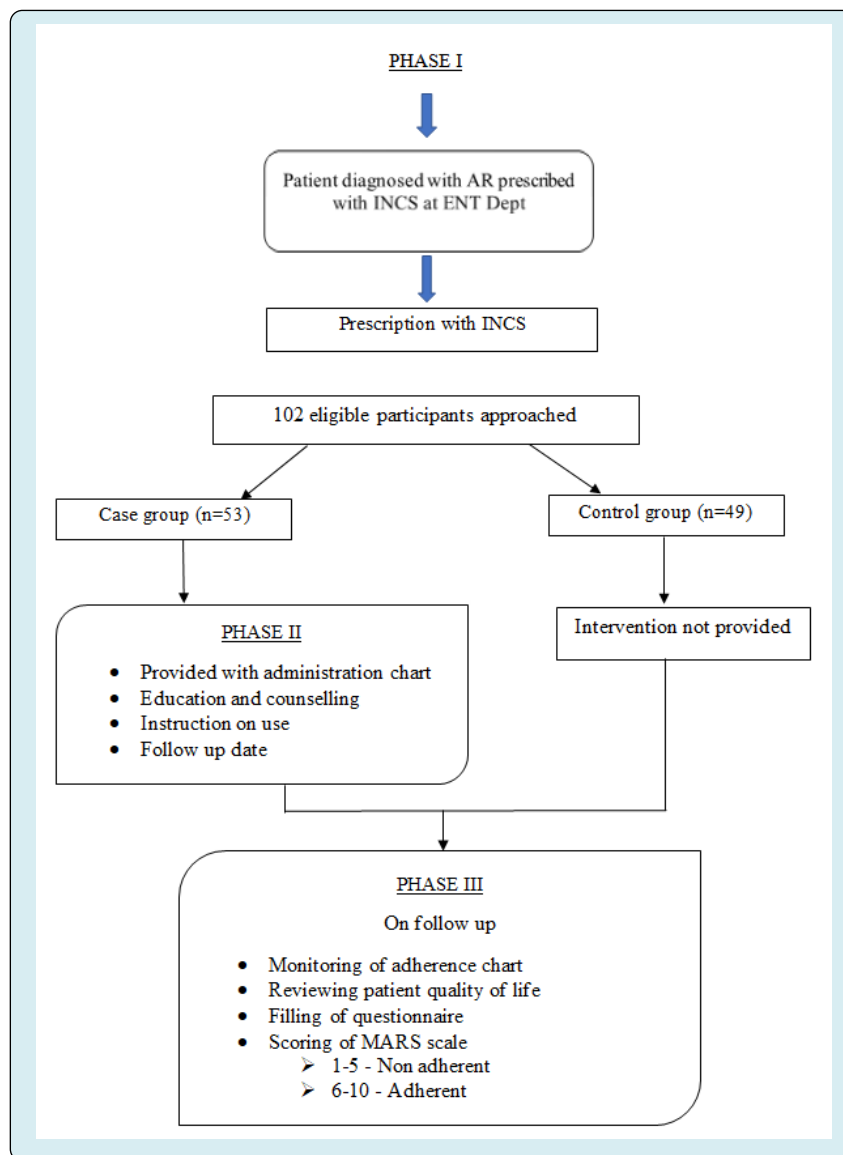 PHASE I
Patient diagnosed with AR prescribed
with INCS at ENT Dept
Prescription with INCS
102 eligible participants approached
Case group (n=53)
Control group (n=49)
PHASE II
• Provided with administration chart
• Education and counselling
• Instruction on use
• Follow up date
Intervention not provided
PHASE III
On follow up
• Monitoring of adherence chart
• Reviewing patient quality of life
• Filling of questionnaire
• Scoring of MARS scale
➢ 1-5 - Non adherent
➢ 6-10 - Adherent